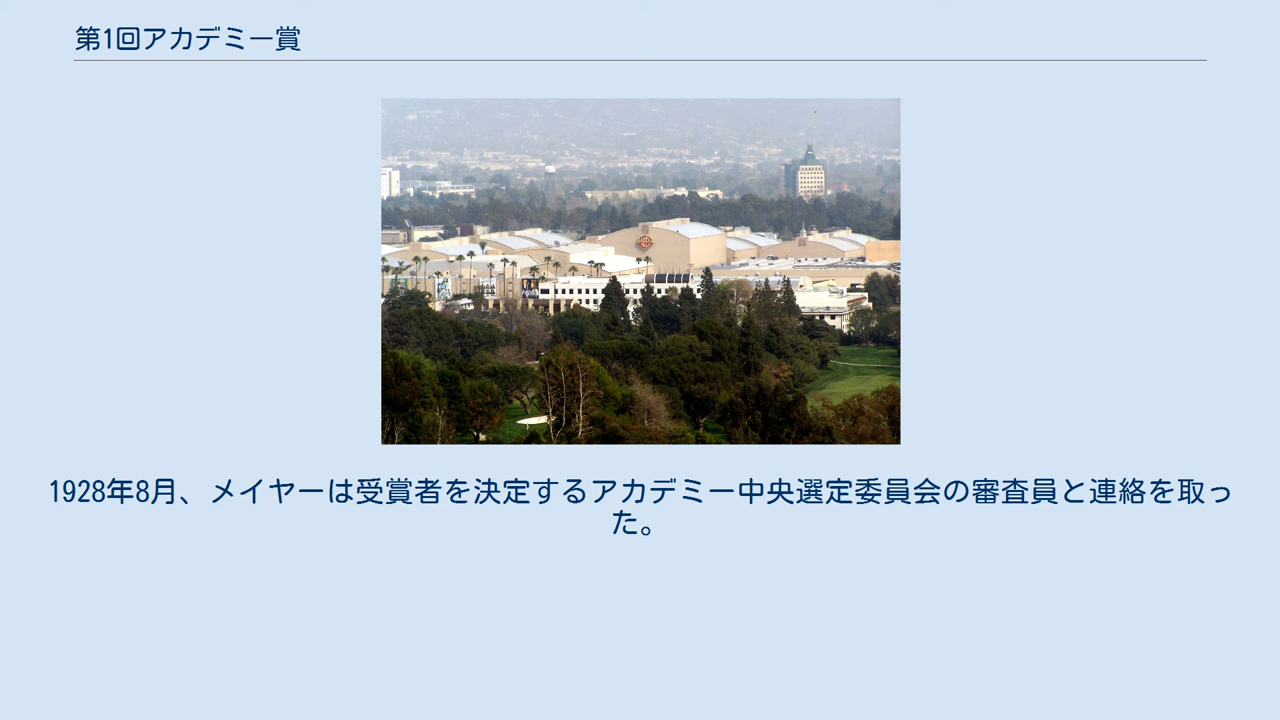 第1回アカデミー賞
1928年8月、メイヤーは受賞者を決定するアカデミー中央選定委員会の審査員と連絡を取っ
た。